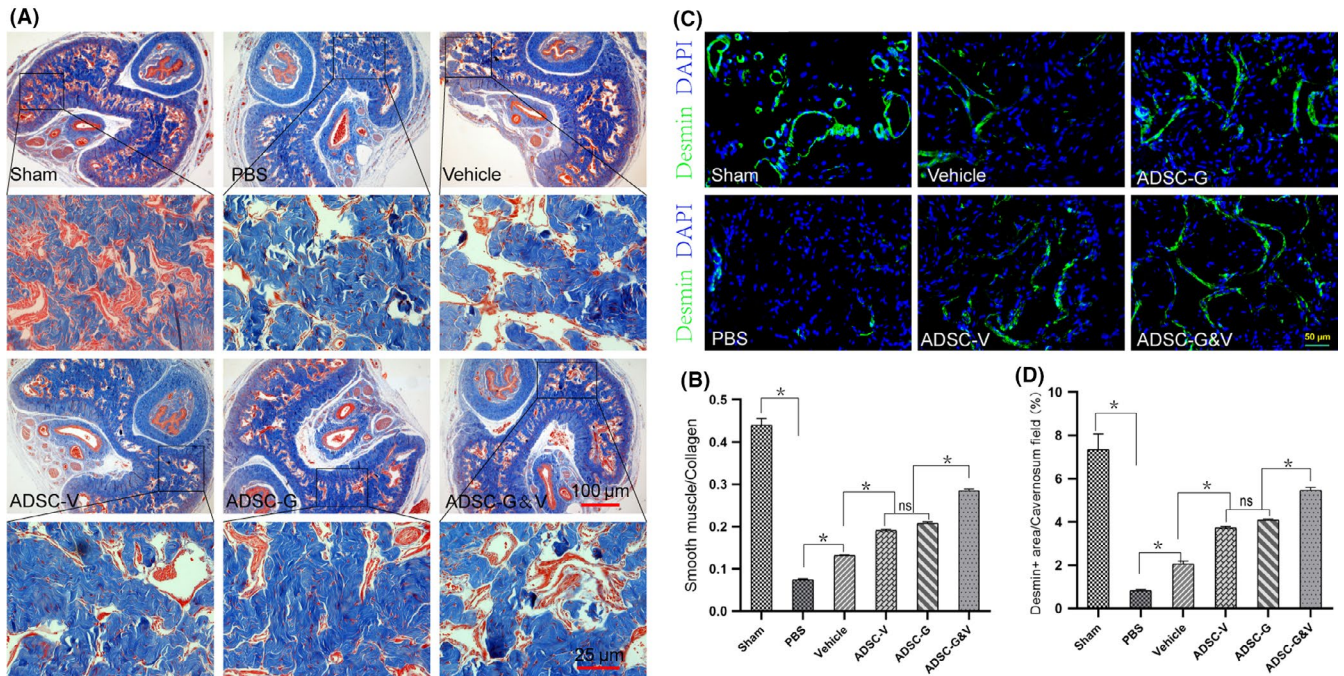 (A)
Sham
PBS
Vehicle
ADSC-V
ADSC-G
ADSC-G&V
100 μm
25 μm
(C)
Desmin DAPI
Sham
Vehicle
ADSC-G
Desmin DAPI
PBS
ADSC-V
ADSC-G&V
50 μm
(B)
Smooth muscle/Collagen
0.5
0.4
0.3
0.2
0.1
0.0
*
*
*
ns
*
Sham
PBS
Vehicle
ADSC-V
ADSC-G
ADSC-G&V
(D)
Desmin+ area/Cavernosum field (%)
10
8
6
4
2
0
*
*
*
ns
*
Sham
PBS
Vehicle
ADSC-V
ADSC-G
ADSC-G&V